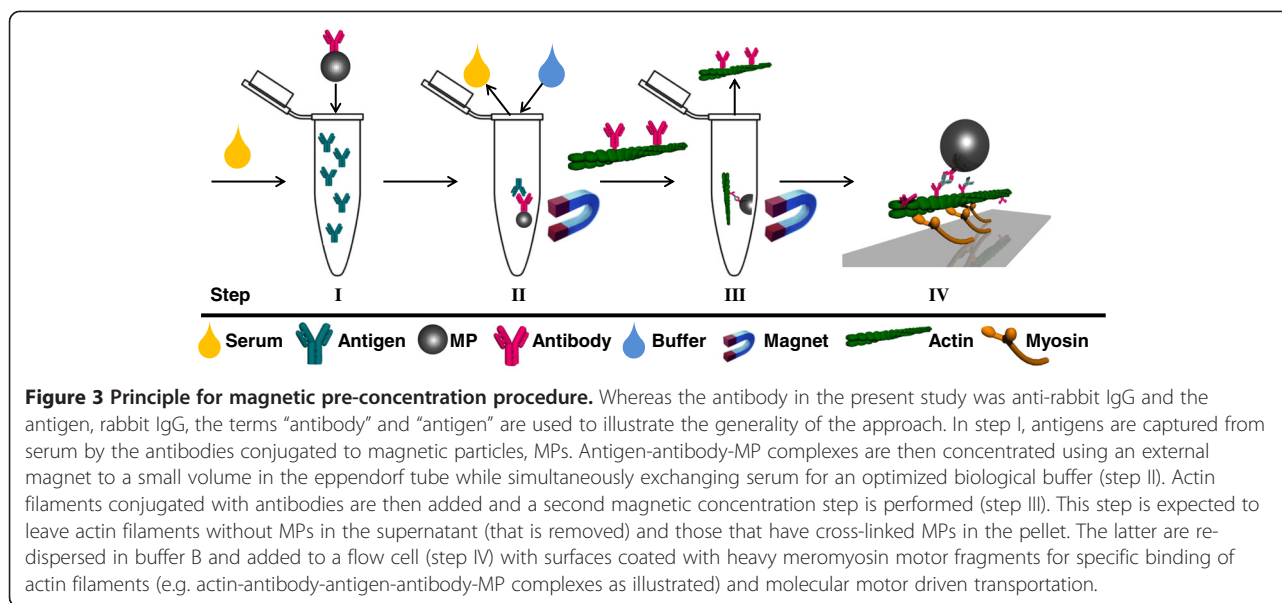 Step I II III IV
Serum Antigen MP Antibody Buffer Magnet Actin Myosin
Figure 3 Principle for magnetic pre-concentration procedure. Whereas the antibody in the present study was anti-rabbit IgG and the
antigen, rabbit IgG, the terms “antibody” and “antigen” are used to illustrate the generality of the approach. In step I, antigens are captured from
serum by the antibodies conjugated to magnetic particles, MPs. Antigen-antibody-MP complexes are then concentrated using an external
magnet to a small volume in the eppendorf tube while simultaneously exchanging serum for an optimized biological buffer (step II). Actin
filaments conjugated with antibodies are then added and a second magnetic concentration step is performed (step III). This step is expected to
leave actin filaments without MPs in the supernatant (that is removed) and those that have cross-linked MPs in the pellet. The latter are re-
dispersed in buffer B and added to a flow cell (step IV) with surfaces coated with heavy meromyosin motor fragments for specific binding of
actin filaments (e.g. actin-antibody-antigen-antibody-MP complexes as illustrated) and molecular motor driven transportation.